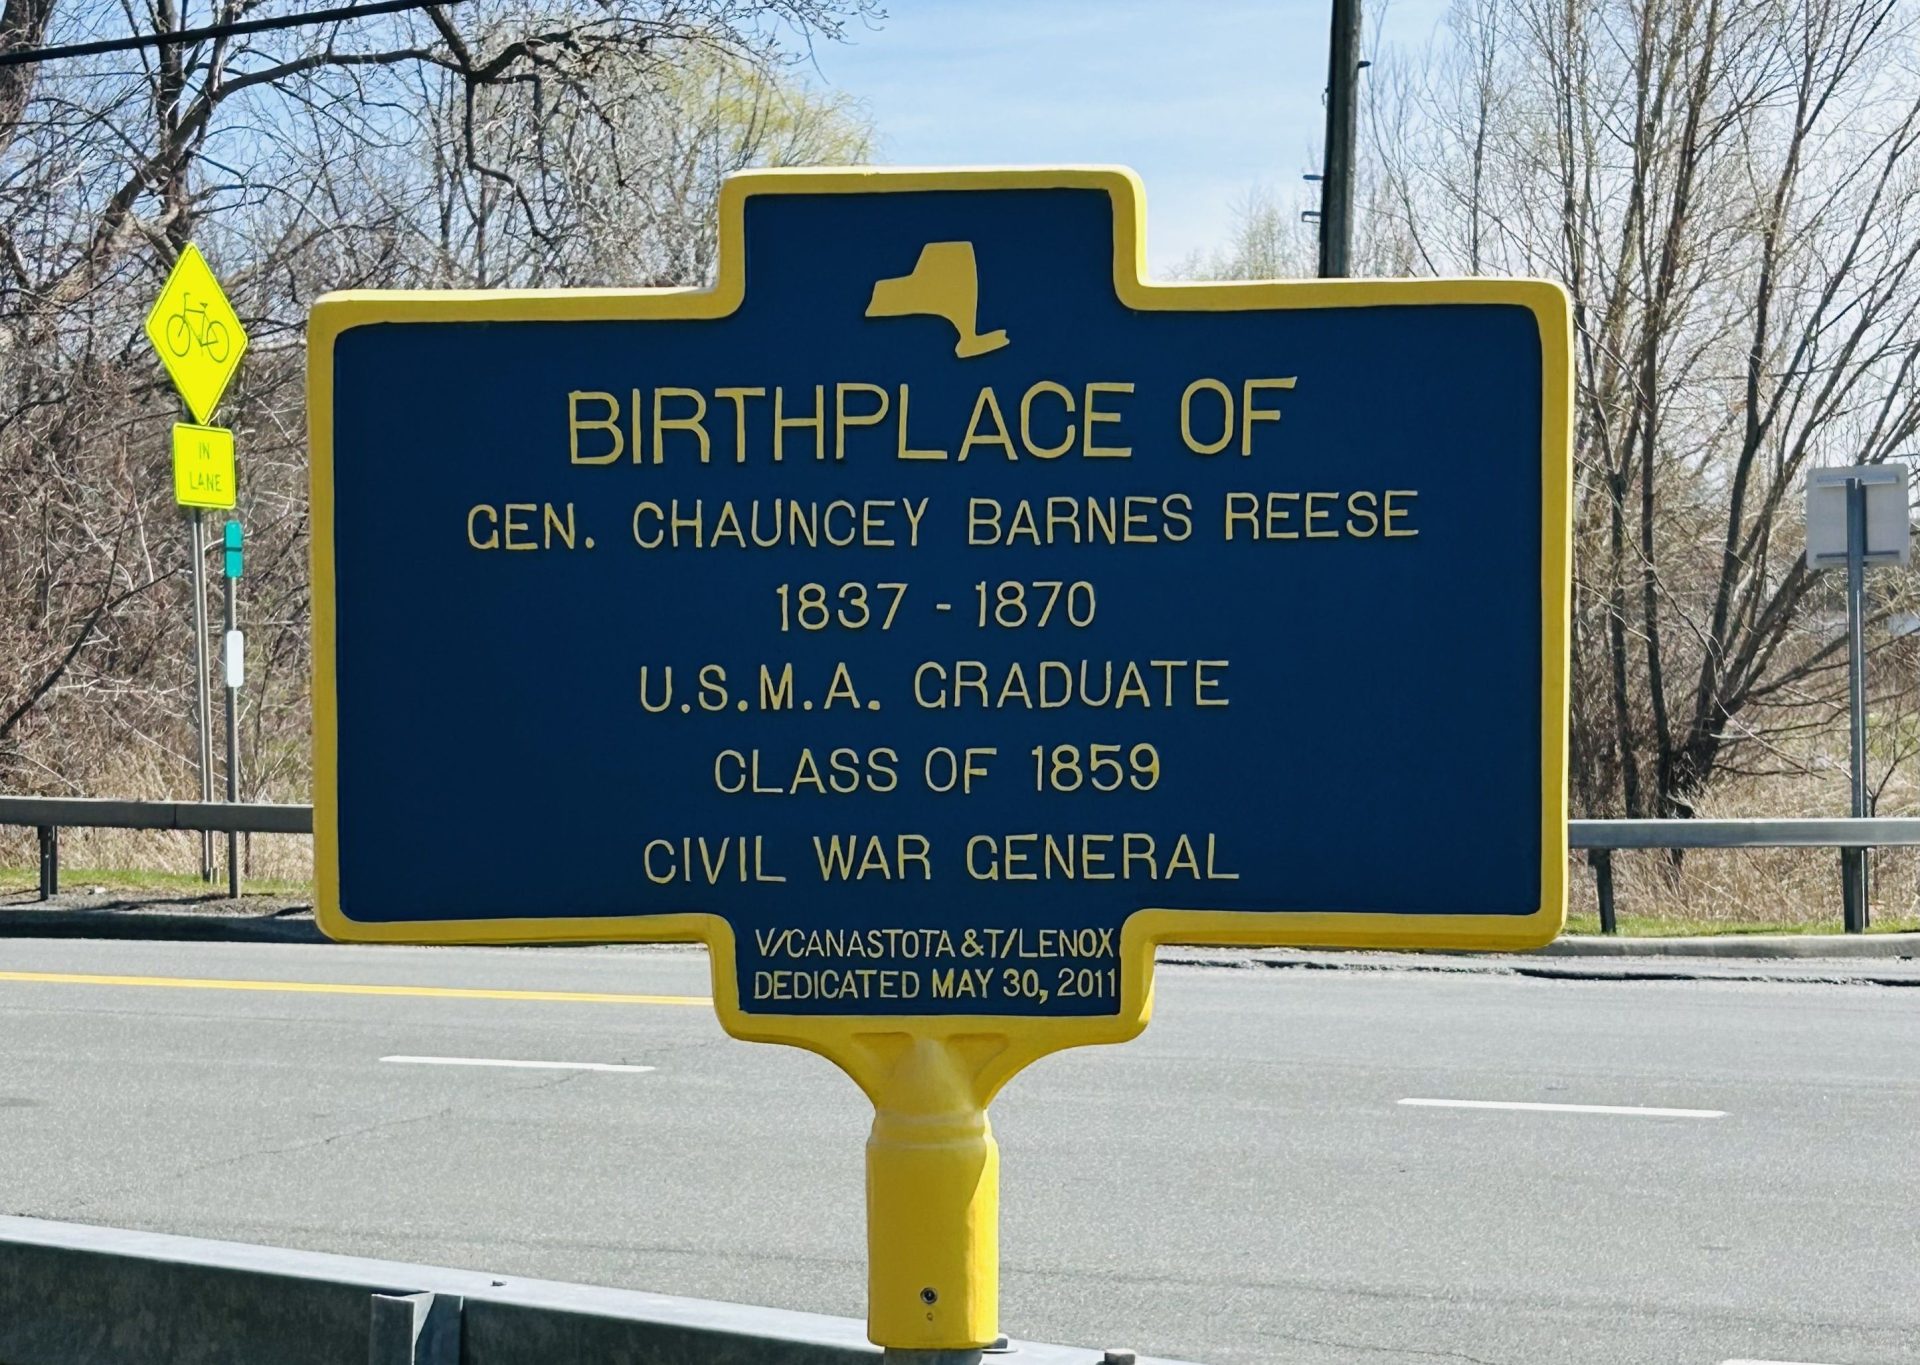 BIRTHPLACE OF
GEN. CHAUNCEY BARNES REESE
1837 - 1870
U.S.M.A. GRADUATE
CLASS OF 1859
CIVIL WAR GENERAL
V/CANASTOTA & T/LENOX
DEDICATED MAY 30, 2011
IN
LANE